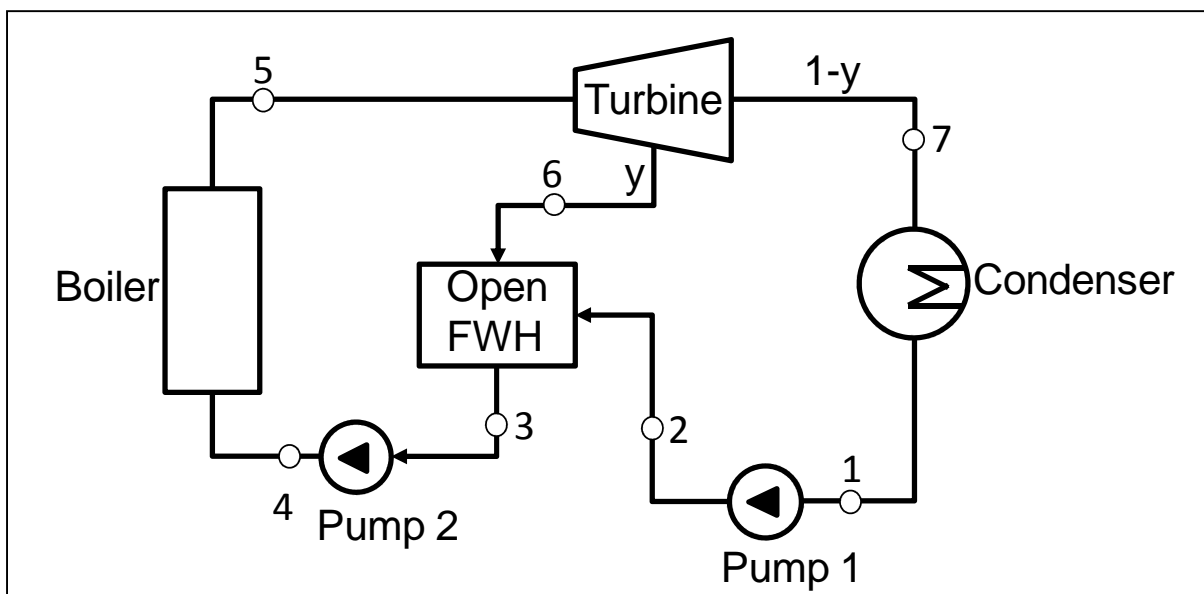 5
Turbine
1-y
7
6
y
Boiler
Open
FWH
Condenser
3
2
4
1
Pump 2
Pump 1